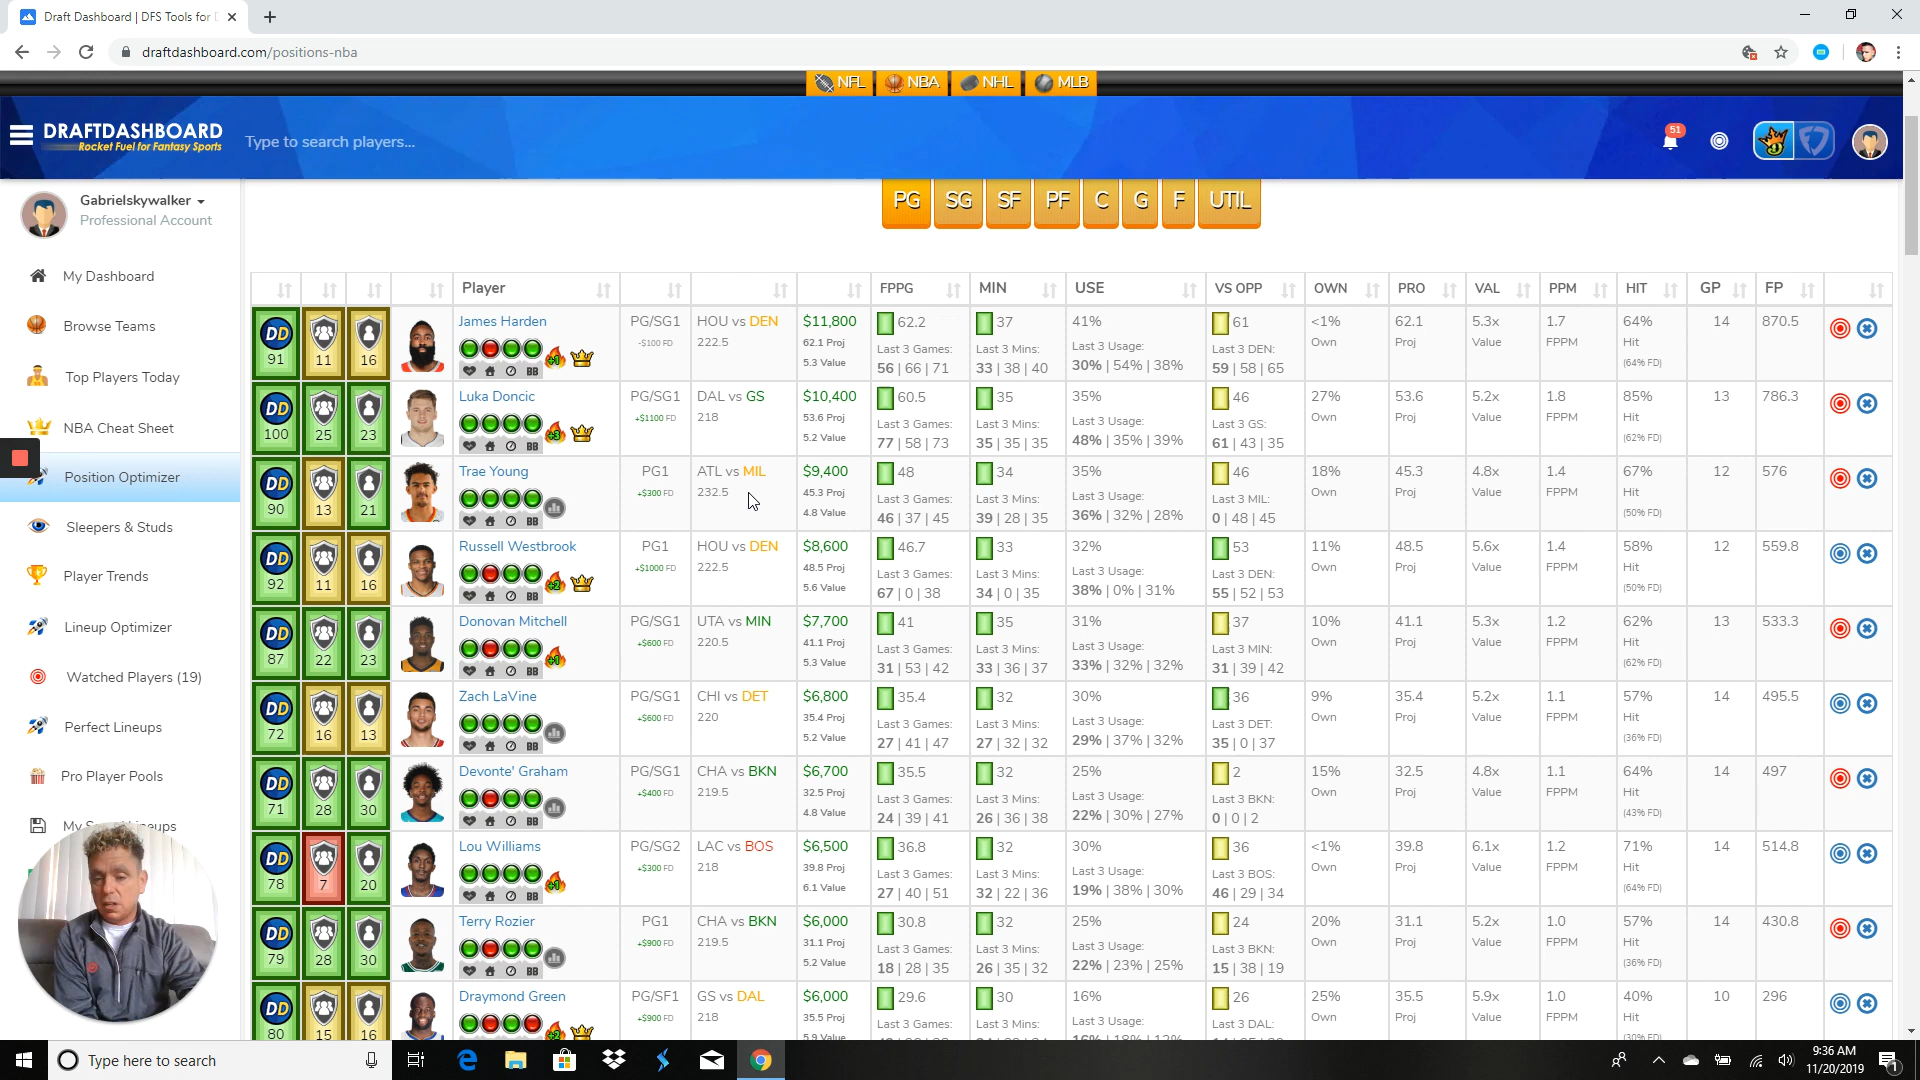 Draft Dashboard | DFS Tools for D
draftdashboard.com/positions-nba
NFL NBA NHL MLB
DRAFTDASHBOARD
Rocket Fuel for Fantasy Sports
Type to search players...
51
Gabrielskywalker
Professional Account
My Dashboard
Browse Teams
Top Players Today
NBA Cheat Sheet
Position Optimizer
Sleepers & Studs
Player Trends
Lineup Optimizer
Watched Players (19)
Perfect Lineups
Pro Player Pools
PG SG SF PF C G F UTIL
Player FPPG MIN USE VS OPP OWN PRO VAL PPM HIT GP FP
James Harden PG/SG1 HOU vs DEN $11,800 62.2 37 41% 61 <1% 62.1 5.3x 1.7 64% 14 870.5
-$100 FD 222.5 62.1 Proj Last 3 Games: Last 3 Mins: Last 3 Usage: Last 3 DEN: Own Proj Value FPPM Hit
DD 91 11 16 +1 BB 5.3 Value 56 | 66 | 71 33 | 38 | 40 30% | 54% | 38% 59 | 58 | 65 (64% FD)
Luka Doncic PG/SG1 DAL vs GS $10,400 60.5 35 35% 46 27% 53.6 5.2x 1.8 85% 13 786.3
+$1100 FD 218 53.6 Proj Last 3 Games: Last 3 Mins: Last 3 Usage: Last 3 GS: Own Proj Value FPPM Hit
DD 100 25 23 +3 BB 5.2 Value 77 | 58 | 73 35 | 35 | 35 48% | 35% | 39% 61 | 43 | 35 (62% FD)
Trae Young PG1 ATL vs MIL $9,400 48 34 35% 46 18% 45.3 4.8x 1.4 67% 12 576
+$300 FD 232.5 45.3 Proj Last 3 Games: Last 3 Mins: Last 3 Usage: Last 3 MIL: Own Proj Value FPPM Hit
DD 90 13 21 BB 4.8 Value 46 | 37 | 45 39 | 28 | 35 36% | 32% | 28% 0 | 48 | 45 (50% FD)
Russell Westbrook PG1 HOU vs DEN $8,600 46.7 33 32% 53 11% 48.5 5.6x 1.4 58% 12 559.8
+$1000 FD 222.5 48.5 Proj Last 3 Games: Last 3 Mins: Last 3 Usage: Last 3 DEN: Own Proj Value FPPM Hit
DD 92 11 16 +2 BB 5.6 Value 67 | 0 | 38 34 | 0 | 35 38% | 0% | 31% 55 | 52 | 53 (50% FD)
Donovan Mitchell PG/SG1 UTA vs MIN $7,700 41 35 31% 37 10% 41.1 5.3x 1.2 62% 13 533.3
+$600 FD 220.5 41.1 Proj Last 3 Games: Last 3 Mins: Last 3 Usage: Last 3 MIN: Own Proj Value FPPM Hit
DD 87 22 23 +1 BB 5.3 Value 31 | 53 | 42 33 | 36 | 37 33% | 32% | 32% 31 | 39 | 42 (62% FD)
Zach LaVine PG/SG1 CHI vs DET $6,800 35.4 32 30% 36 9% 35.4 5.2x 1.1 57% 14 495.5
+$600 FD 220 35.4 Proj Last 3 Games: Last 3 Mins: Last 3 Usage: Last 3 DET: Own Proj Value FPPM Hit
DD 72 16 13 BB 5.2 Value 27 | 41 | 47 27 | 32 | 32 29% | 37% | 32% 35 | 0 | 37 (36% FD)
Devonte' Graham PG/SG1 CHA vs BKN $6,700 35.5 32 25% 2 15% 32.5 4.8x 1.1 64% 14 497
+$400 FD 219.5 32.5 Proj Last 3 Games: Last 3 Mins: Last 3 Usage: Last 3 BKN: Own Proj Value FPPM Hit
DD 71 28 30 BB 4.8 Value 24 | 39 | 41 26 | 36 | 38 22% | 30% | 27% 0 | 0 | 2 (43% FD)
Lou Williams PG/SG2 LAC vs BOS $6,500 36.8 32 30% 36 <1% 39.8 6.1x 1.2 71% 14 514.8
+$300 FD 218 39.8 Proj Last 3 Games: Last 3 Mins: Last 3 Usage: Last 3 BOS: Own Proj Value FPPM Hit
DD 78 7 20 +1 BB 6.1 Value 27 | 40 | 51 32 | 22 | 36 19% | 38% | 30% 46 | 29 | 34 (64% FD)
Terry Rozier PG1 CHA vs BKN $6,000 30.8 32 25% 24 20% 31.1 5.2x 1.0 57% 14 430.8
+$900 FD 219.5 31.1 Proj Last 3 Games: Last 3 Mins: Last 3 Usage: Last 3 BKN: Own Proj Value FPPM Hit
DD 79 28 30 BB 5.2 Value 18 | 28 | 35 26 | 35 | 32 22% | 23% | 25% 15 | 38 | 19 (36% FD)
Draymond Green PG/SF1 GS vs DAL $6,000 29.6 30 16% 26 25% 35.5 5.9x 1.0 40% 10 296
+$900 FD 218 35.5 Proj Last 3 Games: Last 3 Mins: Last 3 Usage: Last 3 DAL: Own Proj Value FPPM Hit
DD 80 15 16
Type here to search
9:36 AM
11/20/2019
1